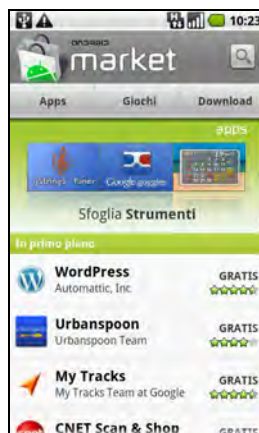 10:23
ANDROID
market
Apps Giochi Download
apps
gStrings Tuner Google goggles
Sfoglia Strumenti
In primo piano
WordPress GRATIS
Automattic, Inc
Urbanspoon GRATIS
Urbanspoon Team
My Tracks GRATIS
My Tracks Team at Google
CNET Scan & Shop GRATIS